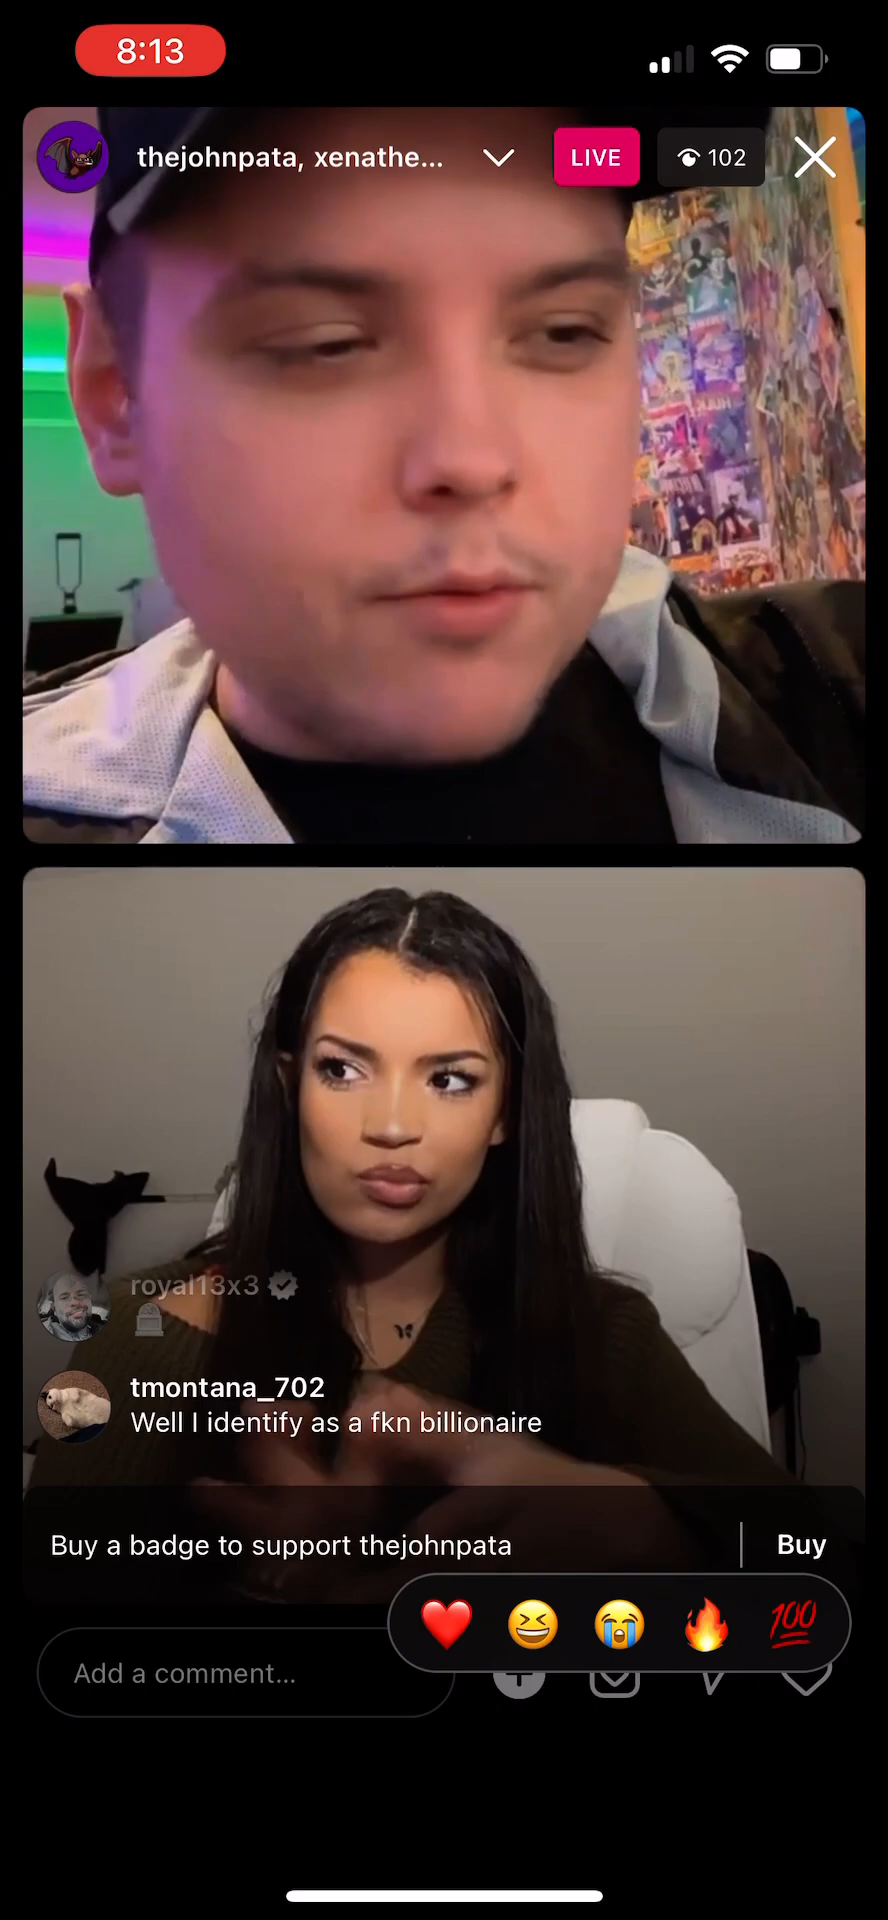 8:13
thejohnpata, xenathe...
LIVE
102
royal13x3
tmontana_702
Well I identify as a fkn billionaire
Buy a badge to support thejohnpata
Buy
100
Add a comment...